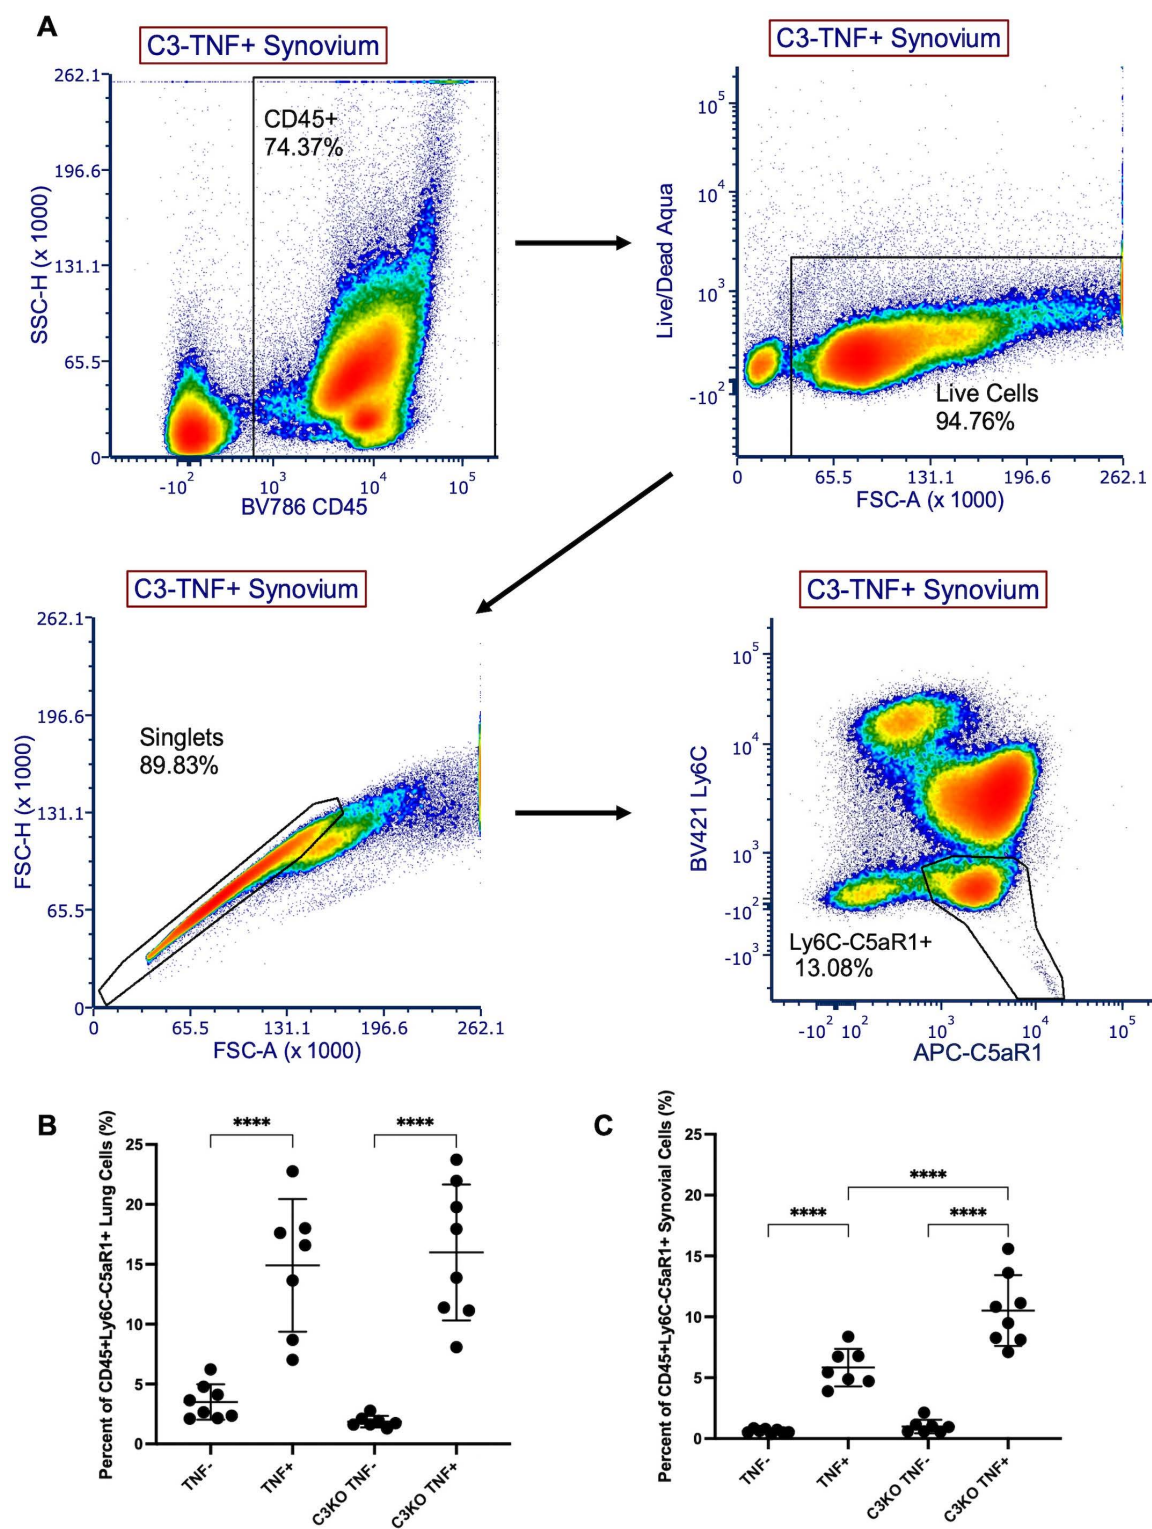 A
C3-TNF+ Synovium
262.1
196.6
131.1
65.5
0
SSC-H (x 1000)
CD45+
74.37%
-10² 10³ 10⁴ 10⁵
BV786 CD45
C3-TNF+ Synovium
10⁵
10⁴
10³
-10²
Live/Dead Aqua
Live Cells
94.76%
0 65.5 131.1 196.6 262.1
FSC-A (x 1000)
C3-TNF+ Synovium
262.1
196.6
131.1
65.5
0
FSC-H (x 1000)
Singlets
89.83%
0 65.5 131.1 196.6 262.1
FSC-A (x 1000)
C3-TNF+ Synovium
10⁵
10⁴
10³
-10²
-10³
BV421 Ly6C
Ly6C-C5aR1+
13.08%
-10² 10² 10³ 10⁴ 10⁵
APC-C5aR1
B
Percent of CD45+Ly6C-C5aR1+ Lung Cells (%)
25
20
15
10
5
0
**** ****
TNF- TNF+ C3KO TNF- C3KO TNF+
C
Percent of CD45+Ly6C-C5aR1+ Synovial Cells (%)
25
20
15
10
5
0
****
**** ****
TNF- TNF+ C3KO TNF- C3KO TNF+